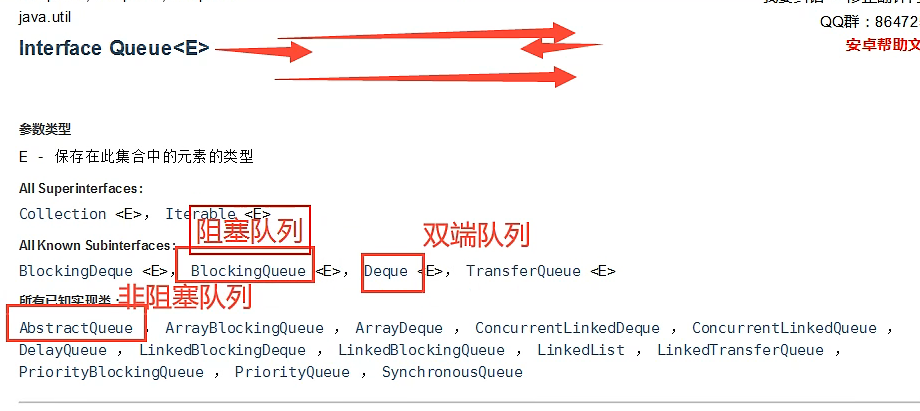 java.util
QQ群：86472
Interface Queue<E>
安卓帮助文
参数类型
E - 保存在此集合中的元素的类型
All Superinterfaces:
Collection <E>， Iterable <E>
阻塞队列
双端队列
All Known Subinterfaces:
BlockingDeque <E>， BlockingQueue <E>， Deque <E>， TransferQueue <E>
所有已知实现类：
非阻塞队列
AbstractQueue ， ArrayBlockingQueue ， ArrayDeque ， ConcurrentLinkedDeque ， ConcurrentLinkedQueue ，
DelayQueue ， LinkedBlockingDeque ， LinkedBlockingQueue ， LinkedList ， LinkedTransferQueue ，
PriorityBlockingQueue ， PriorityQueue ， SynchronousQueue